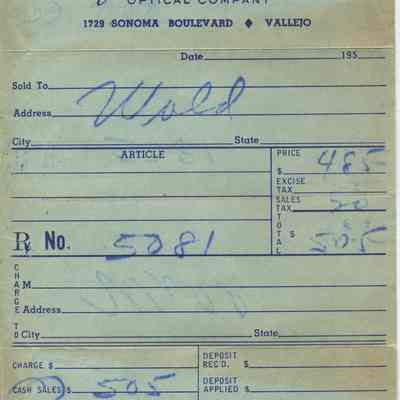 OPTICAL COMPANY
1729 SONOMA BOULEVARD ♦ VALLEJO
Date 195
Sold To
Address Wold
City State
ARTICLE PRICE $ 485
EXCISE TAX
SALES TAX 20
TOTAL $ 505
Rx No. 5081
CHARGE TO
M
Address
City State
CHARGE $ DEPOSIT REC'D. $
CASH SALES $ 505 DEPOSIT APPLIED $